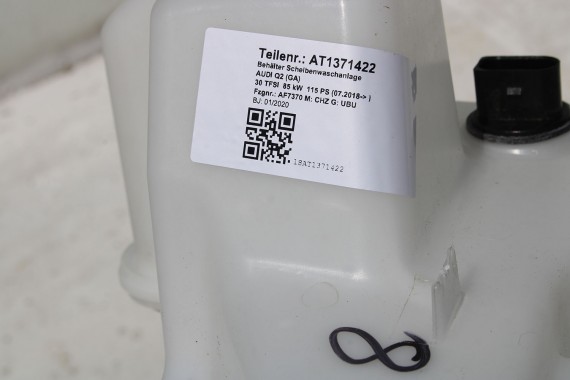 Teilenr.: AT1371422
Behälter Scheibenwaschanlage
AUDI Q2 (GA)
30 TFSI 85 kW 115 PS (07.2018-> )
Fzgnr.: AF7370 M: CHZ G: UBU
BJ: 01/2020
18AT1371422
8